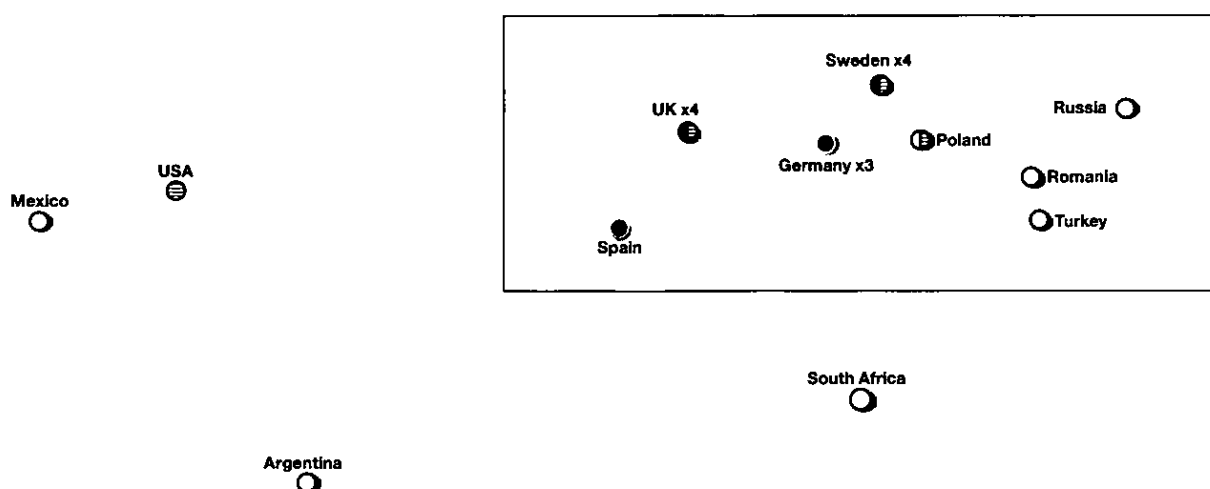 Sweden x4
Russia
UK x4
Poland
Germany x3
USA
Romania
Mexico
Turkey
Spain
South Africa
Argentina